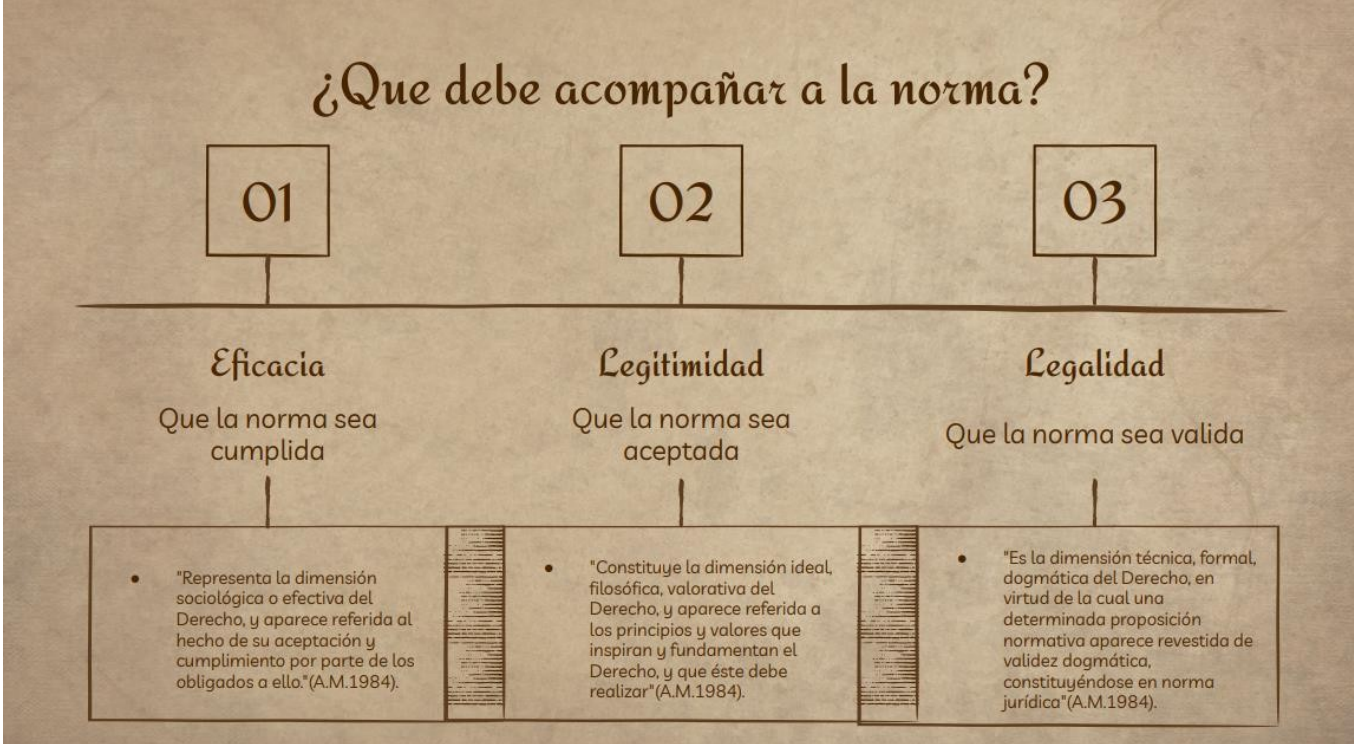 ¿Que debe acompañar a la norma?
01
02
03
Eficacia
Que la norma sea
cumplida
Legitimidad
Que la norma sea
aceptada
Legalidad
Que la norma sea valida
• "Representa la dimensión
sociológica o efectiva del
Derecho, y aparece referida al
hecho de su aceptación y
cumplimiento por parte de los
obligados a ello."(A.M.1984).
• "Constituye la dimensión ideal,
filosófica, valorativa del
Derecho, y aparece referida a
los principios y valores que
inspiran y fundamentan el
Derecho, y que éste debe
realizar"(A.M.1984).
• "Es la dimensión técnica, formal,
dogmática del Derecho, en
virtud de la cual una
determinada proposición
normativa aparece revestida de
validez dogmática,
constituyéndose en norma
jurídica"(A.M.1984).